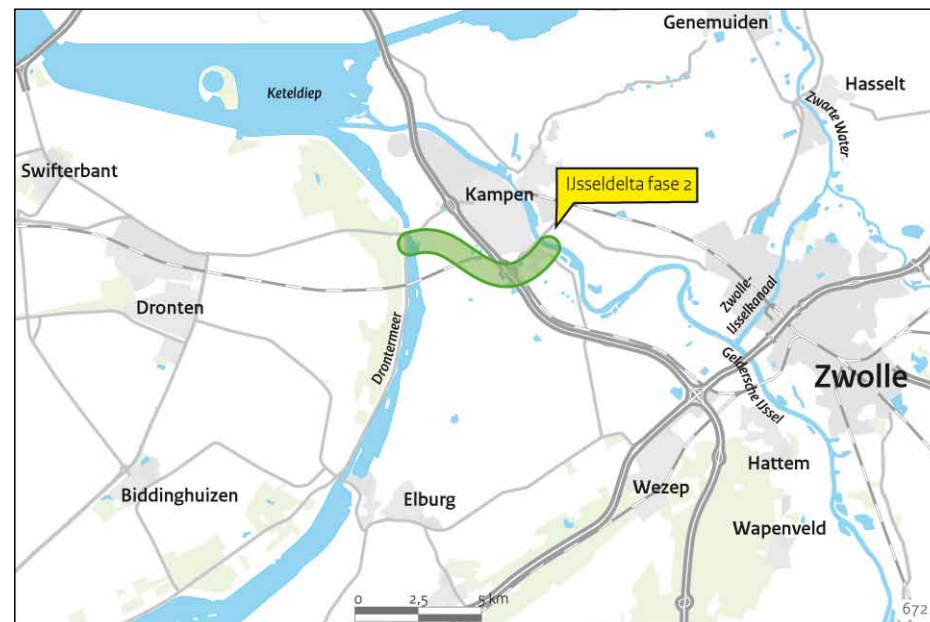 Genemuiden
Hasselt
Keteldiep
Zwarte Water
Swifterbant
IJsseldelta fase 2
Kampen
Zwolle-
IJsselkanaal
Dronten
Drontermeer
Geldersche IJssel
Zwolle
Hattem
Biddinghuizen
Elburg
Wezep
Wapenveld
0 2,5 5 km
672